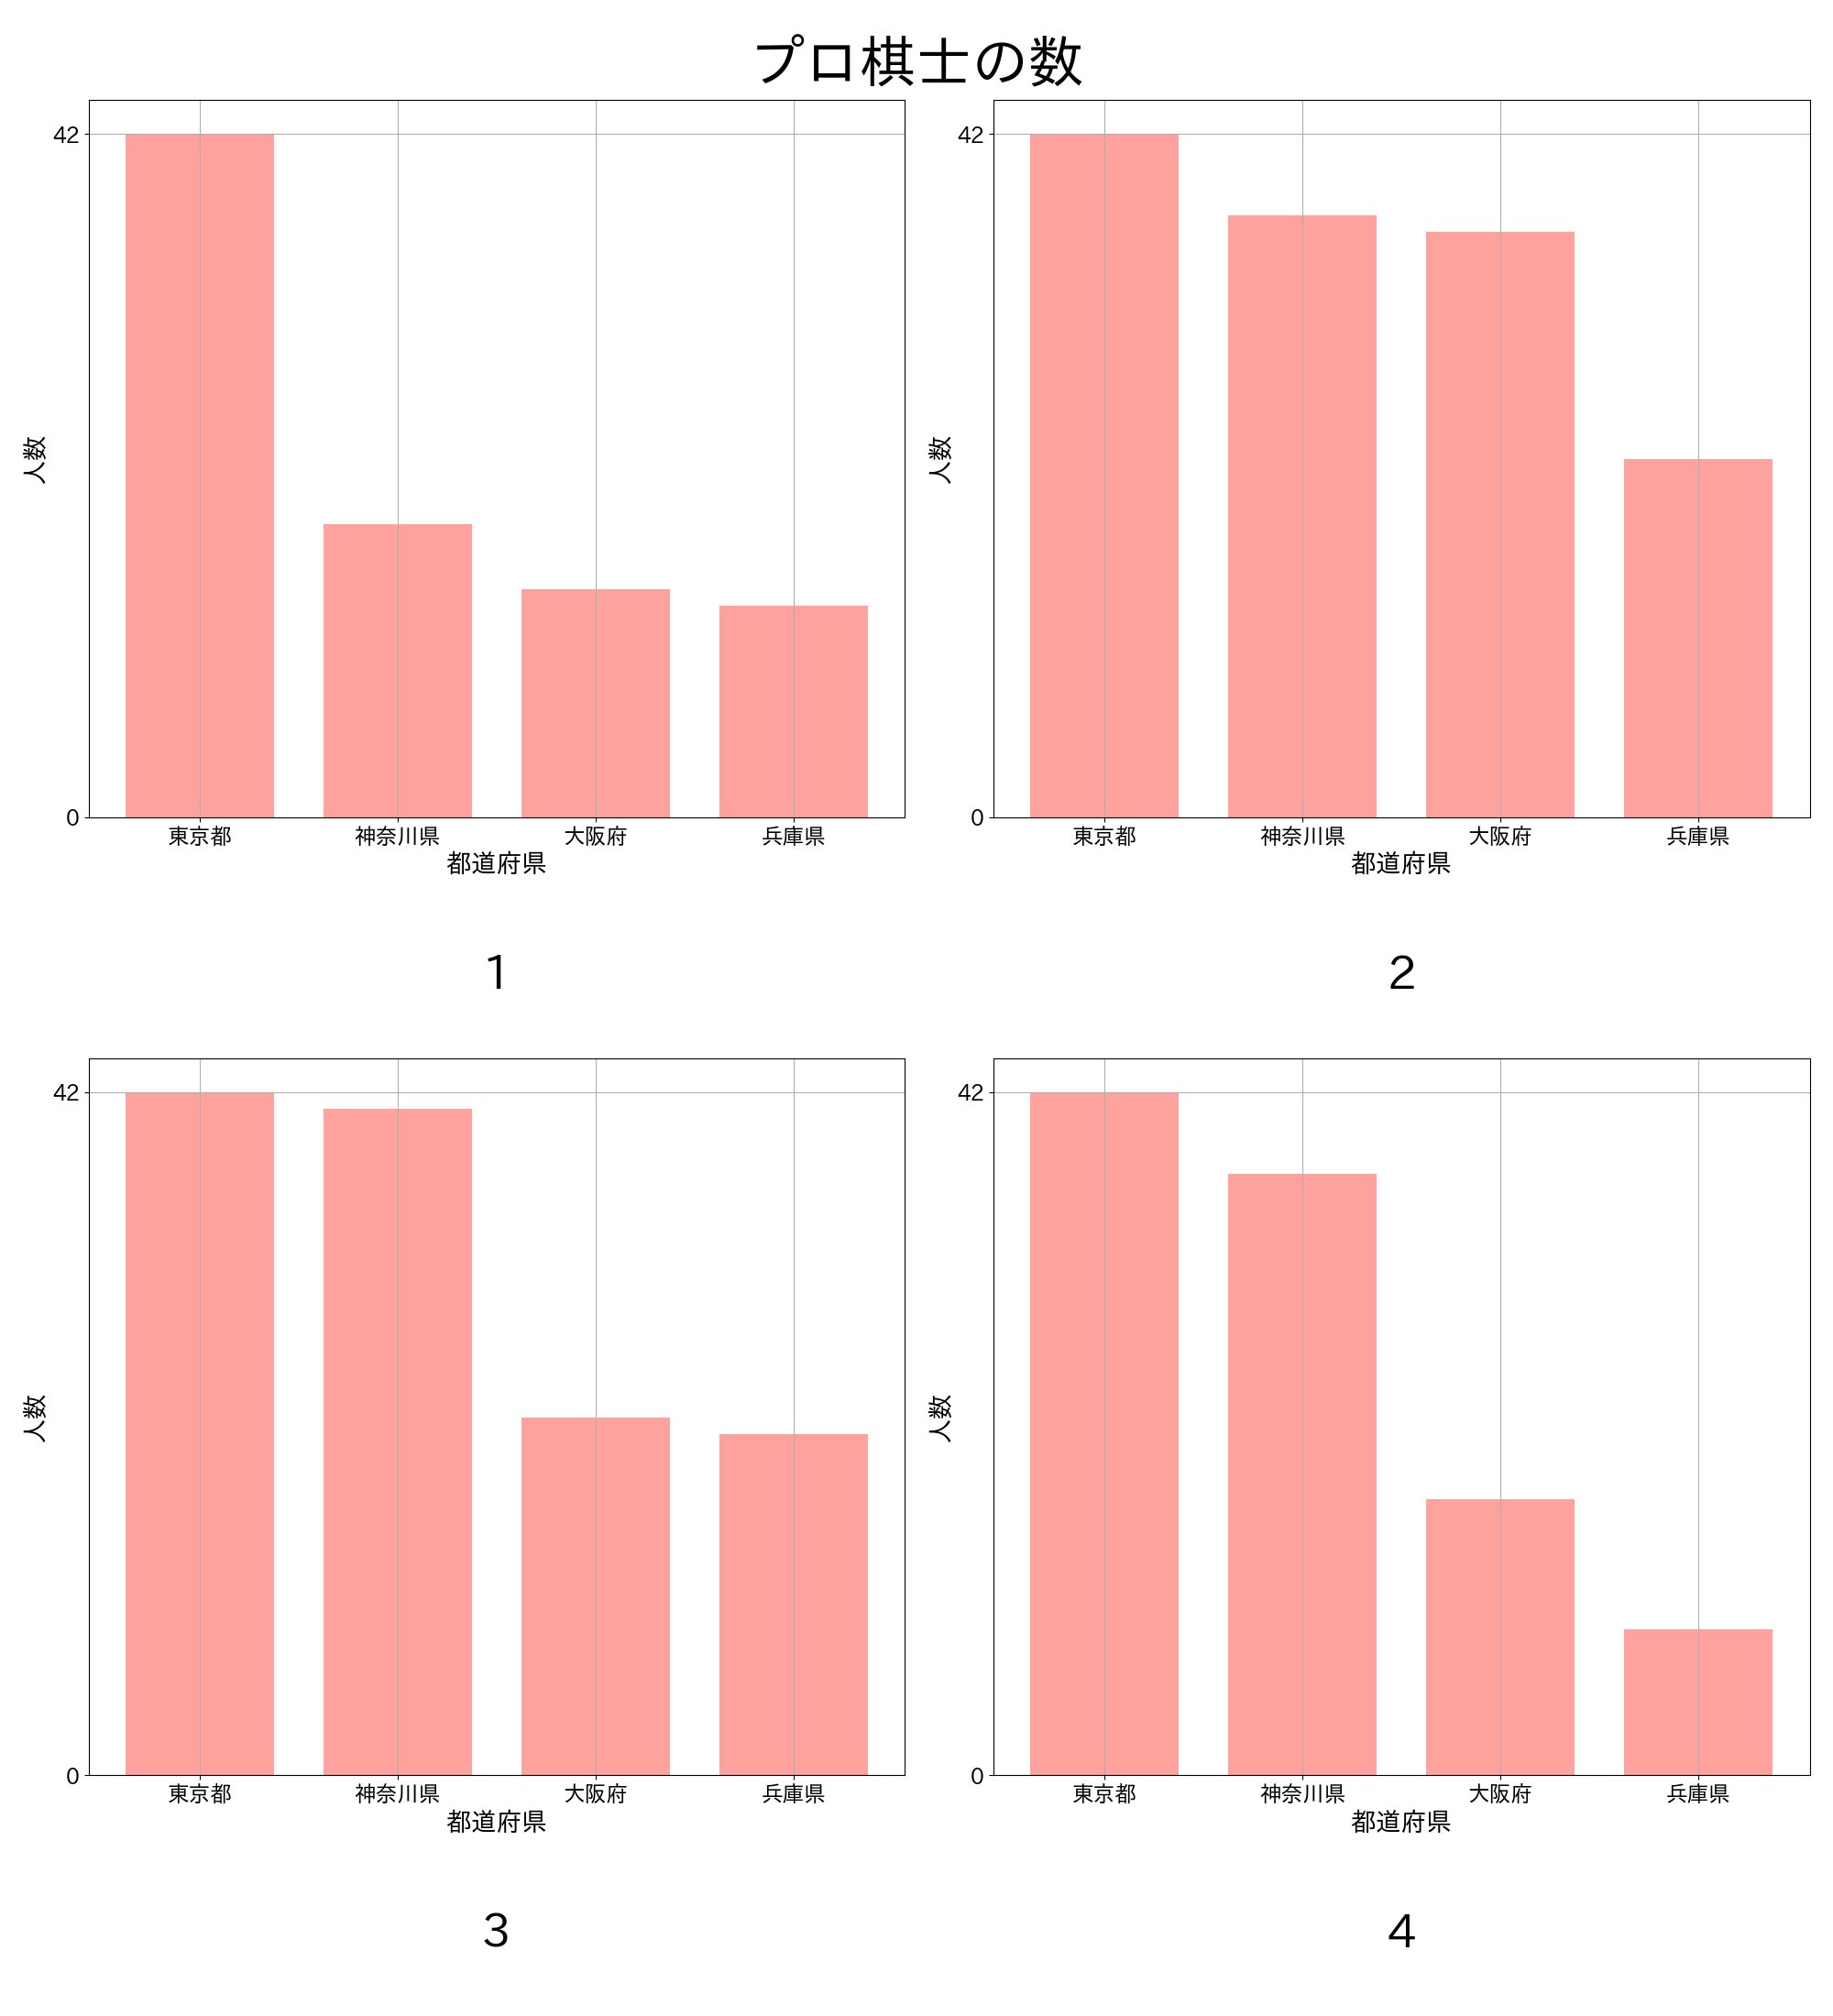 プロ棋士の数
42
人数
0
東京都 神奈川県 大阪府 兵庫県
都道府県
1
42
人数
0
東京都 神奈川県 大阪府 兵庫県
都道府県
2
42
人数
0
東京都 神奈川県 大阪府 兵庫県
都道府県
3
42
人数
0
東京都 神奈川県 大阪府 兵庫県
都道府県
4